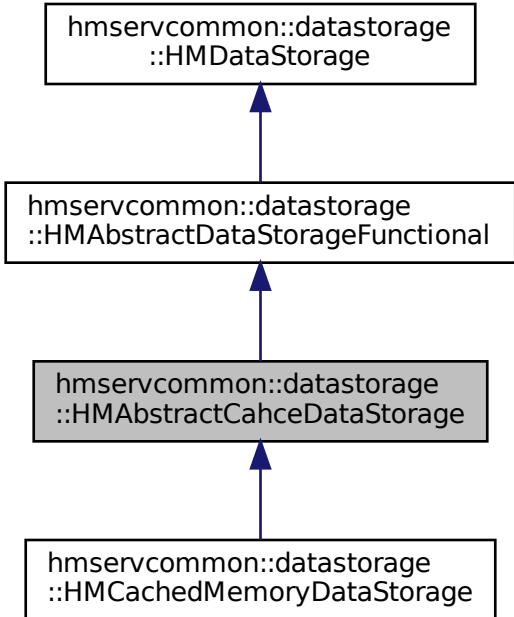 hmservcommon::datastorage
::HMDataStorage
hmservcommon::datastorage
::HMAbstractDataStorageFunctional
hmservcommon::datastorage
::HMAbstractCahceDataStorage
hmservcommon::datastorage
::HMCachedMemoryDataStorage